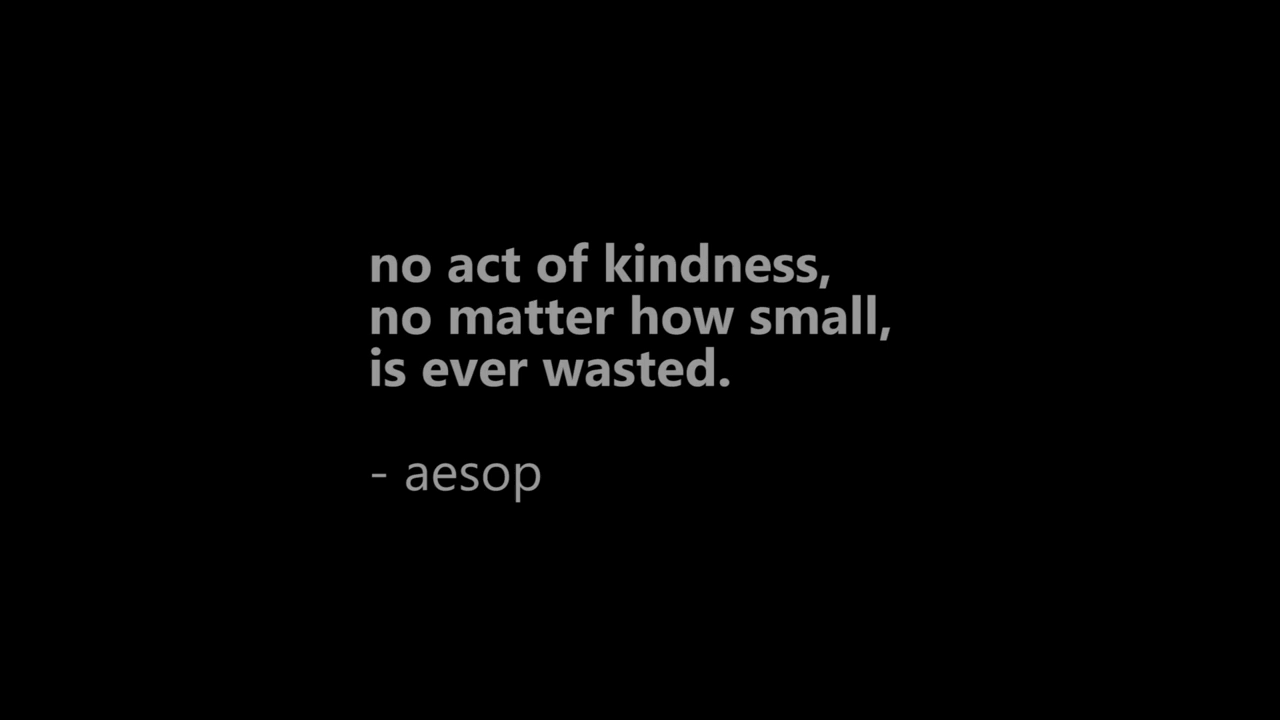 no act of kindness,
no matter how small,
is ever wasted.
- aesop